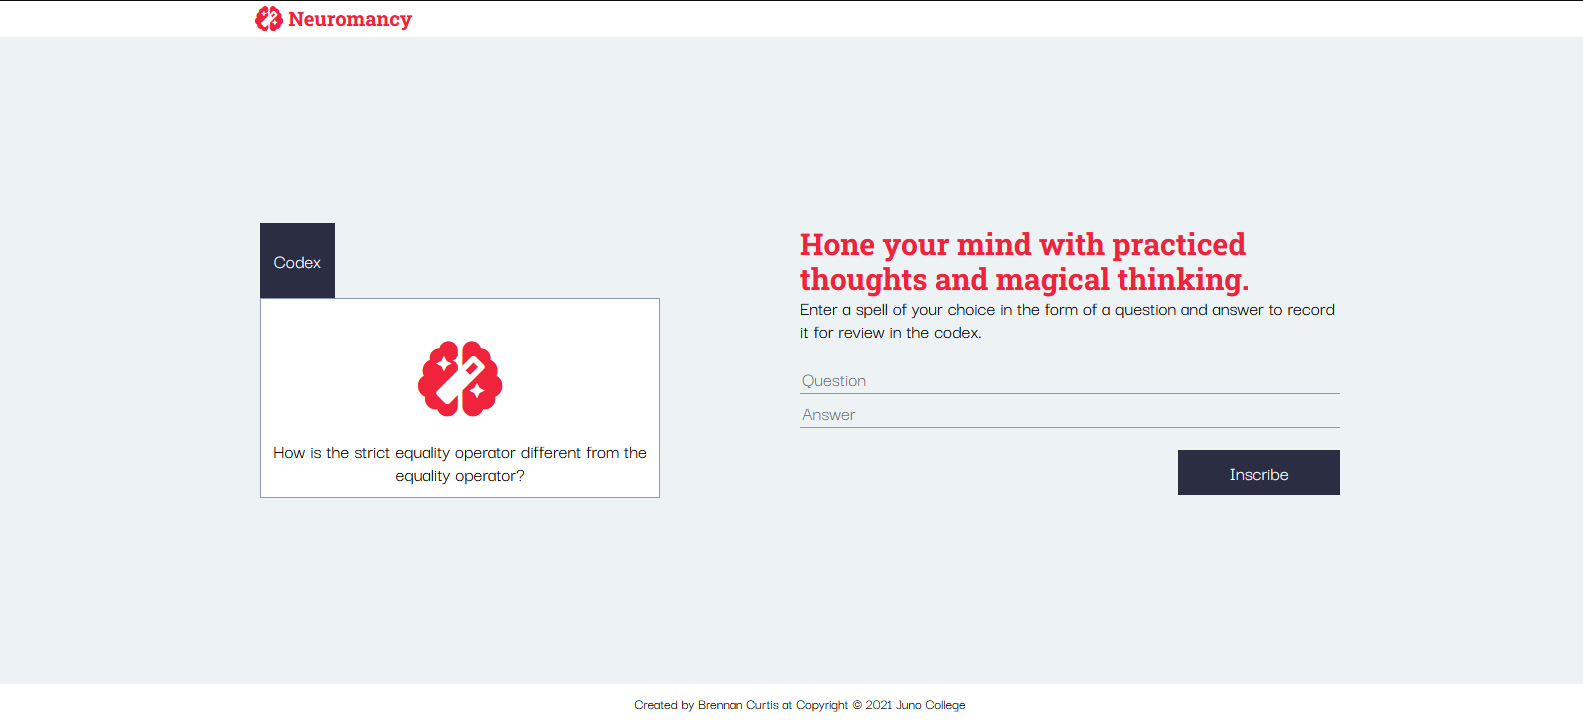 Neuromancy
Codex
How is the strict equality operator different from the
equality operator?
Hone your mind with practiced
thoughts and magical thinking.
Enter a spell of your choice in the form of a question and answer to record
it for review in the codex.
Question
Answer
Inscribe
Created by Brennan Curtis at Copyright © 2021 Juno College